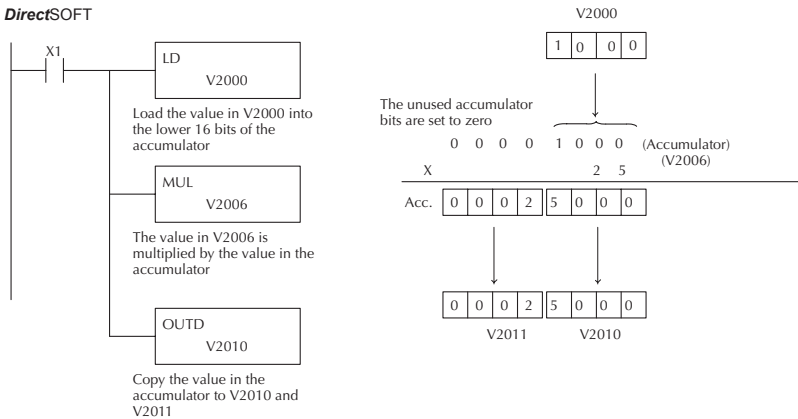 DirectSOFT
X1
LD
V2000
Load the value in V2000 into
the lower 16 bits of the
accumulator
MUL
V2006
The value in V2006 is
multiplied by the value in the
accumulator
OUTD
V2010
Copy the value in the
accumulator to V2010 and
V2011
V2000
1 0 0 0
The unused accumulator
bits are set to zero
0 0 0 0 1 0 0 0 (Accumulator)
(V2006)
X 2 5
Acc. 0 0 0 2 5 0 0 0
0 0 0 2 5 0 0 0
V2011 V2010